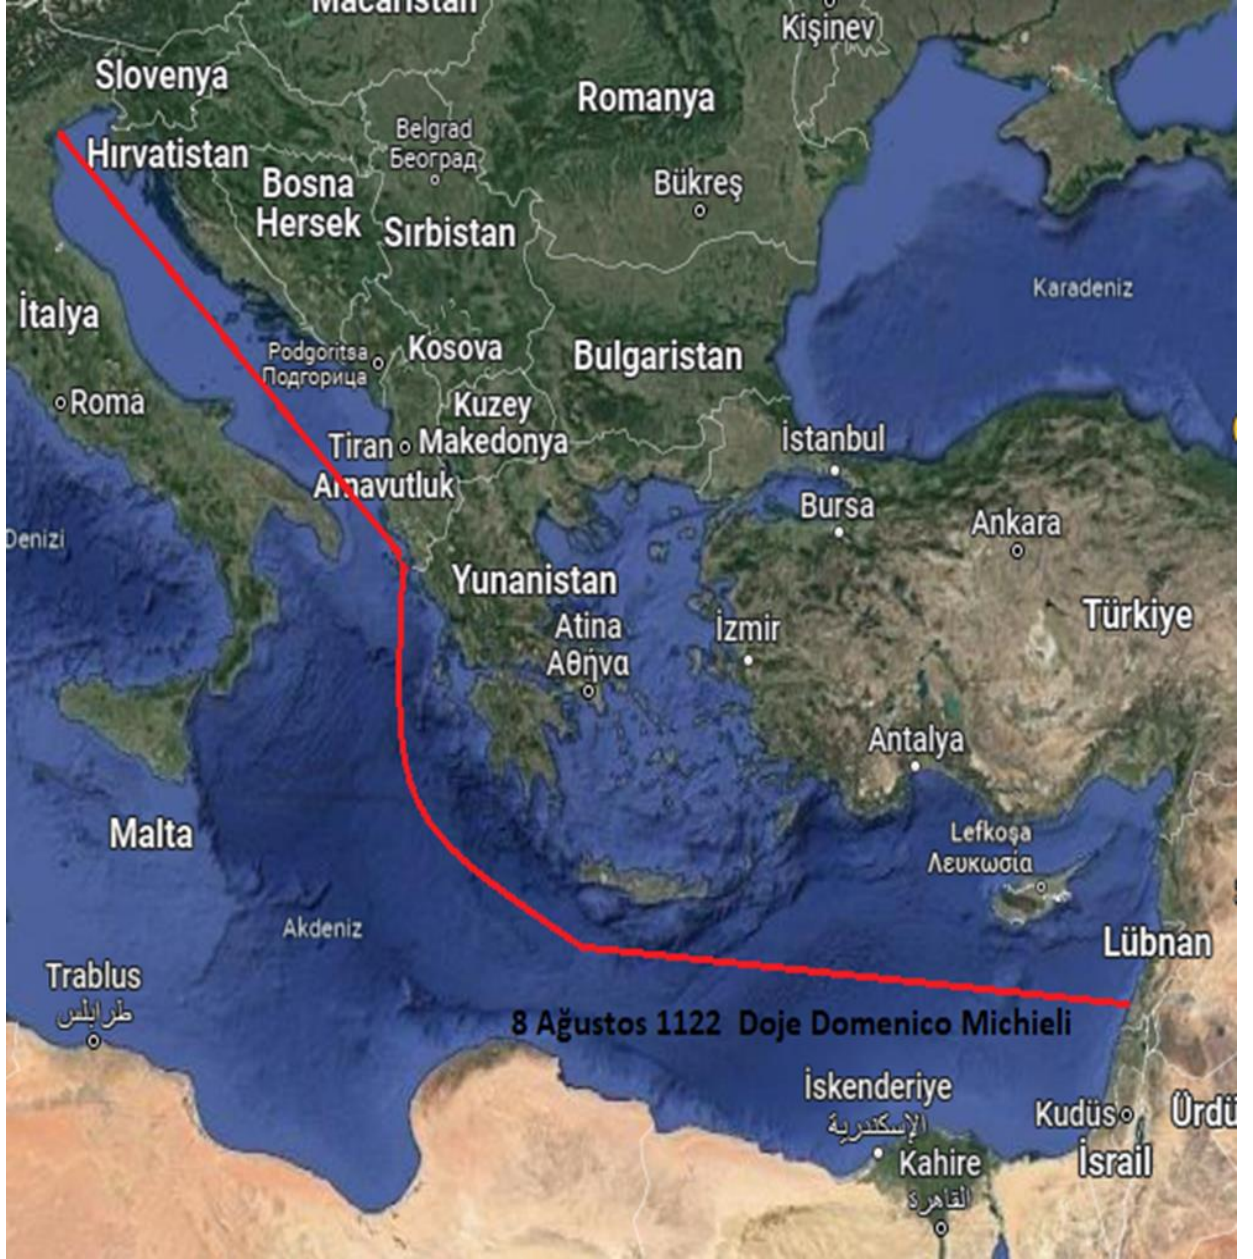 Macaristan
Kişinev
Slovenya
Romanya
Belgrad
Београд
Hırvatistan
Bosna
Hersek
Bükreş
Sırbistan
Karadeniz
İtalya
Podgoritsa
Подгорица
Kosova
Bulgaristan
Roma
Kuzey
Makedonya
Tiran
İstanbul
Arnavutluk
Bursa
Ankara
Denizi
Yunanistan
Türkiye
Atina
Αθήνα
İzmir
Antalya
Malta
Lefkoşa
Λευκωσία
Akdeniz
Lübnan
Trablus
طرابلس
8 Ağustos 1122 Doje Domenico Michieli
İskenderiye
الإسكندرية
Kudüs
Ürdü
Kahire
القاهرة
İsrail